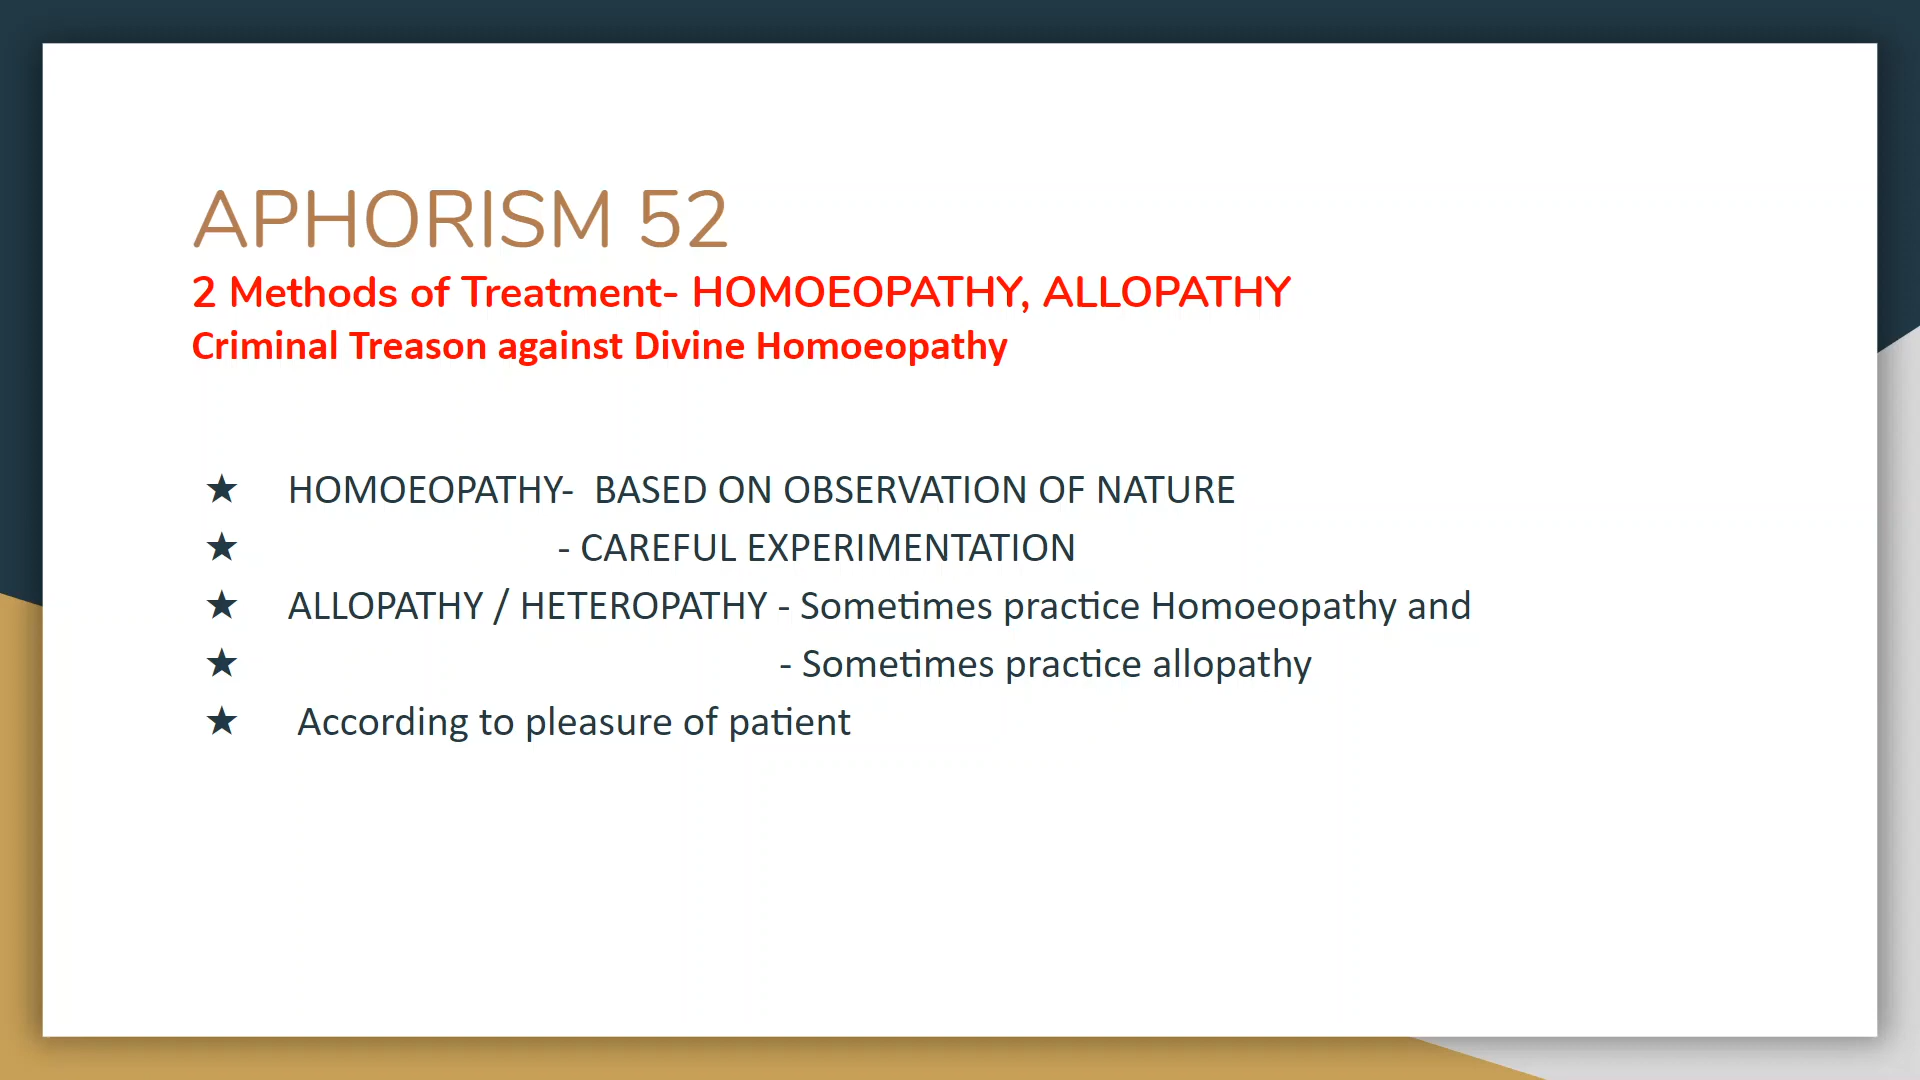 APHORISM 52
2 Methods of Treatment- HOMOEOPATHY, ALLOPATHY
Criminal Treason against Divine Homoeopathy
★ HOMOEOPATHY- BASED ON OBSERVATION OF NATURE
★ - CAREFUL EXPERIMENTATION
★ ALLOPATHY / HETEROPATHY - Sometimes practice Homoeopathy and
★ - Sometimes practice allopathy
★ According to pleasure of patient